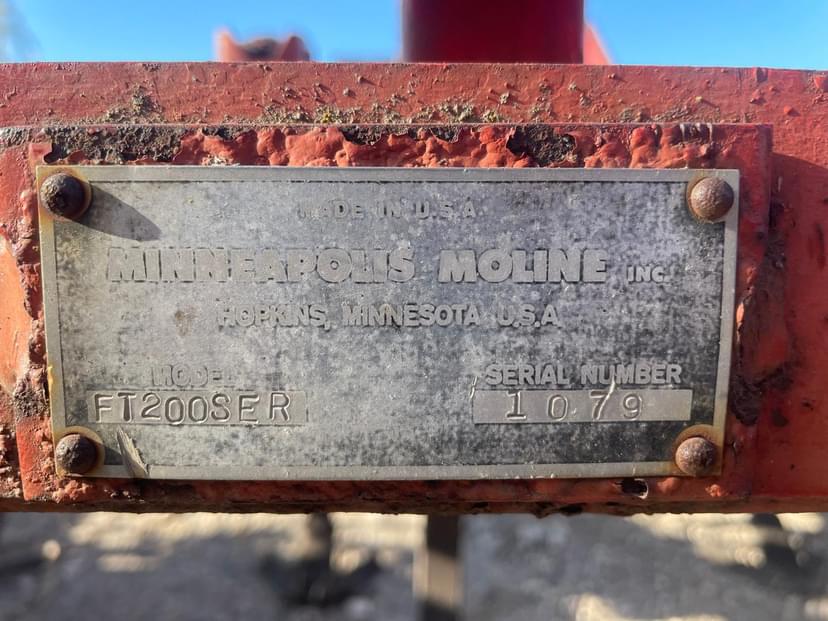 MADE IN U.S.A
MINNEAPOLIS MOLINE INC.
HOPKINS, MINNESOTA U.S.A
MODEL SERIAL NUMBER
FT200SER 1079